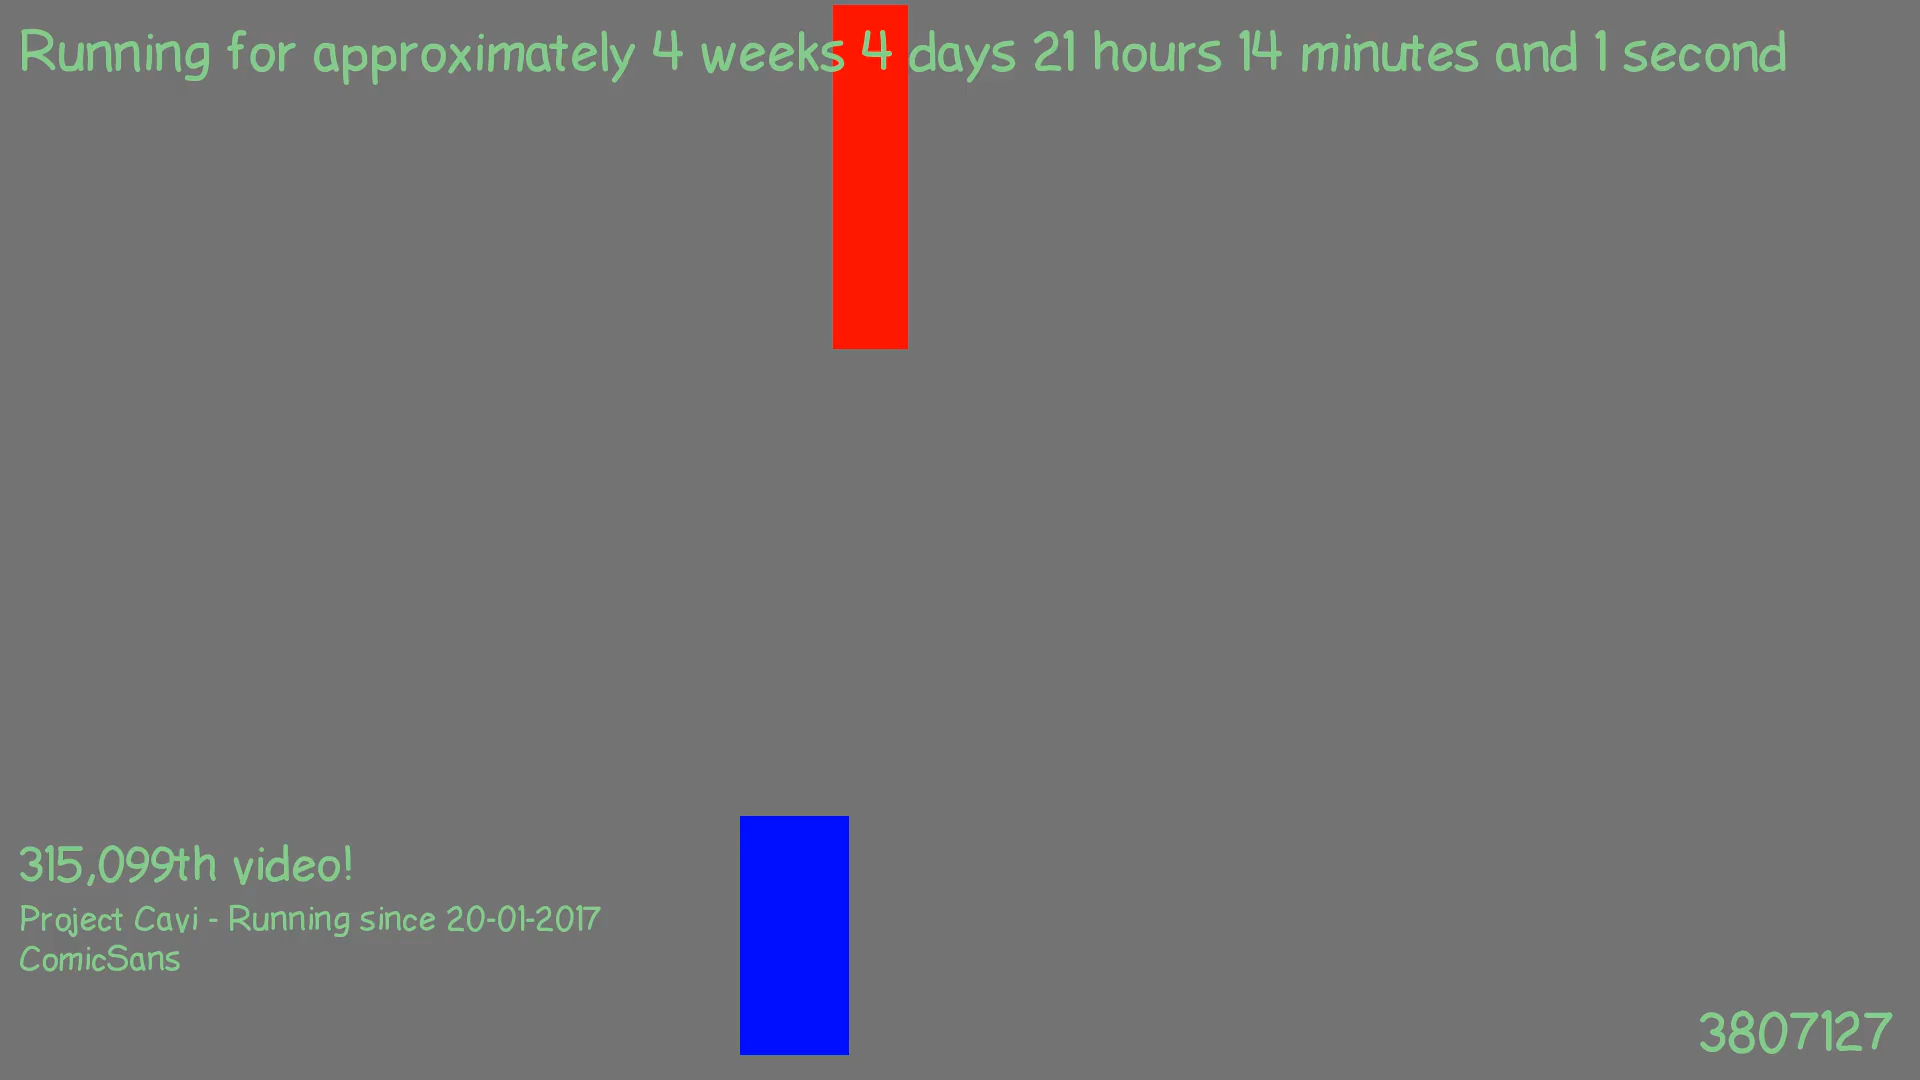 Running for approximately 4 weeks 4 days 21 hours 14 minutes and 1 second
315,099th video!
Project Cavi - Running since 20-01-2017
ComicSans
3807127